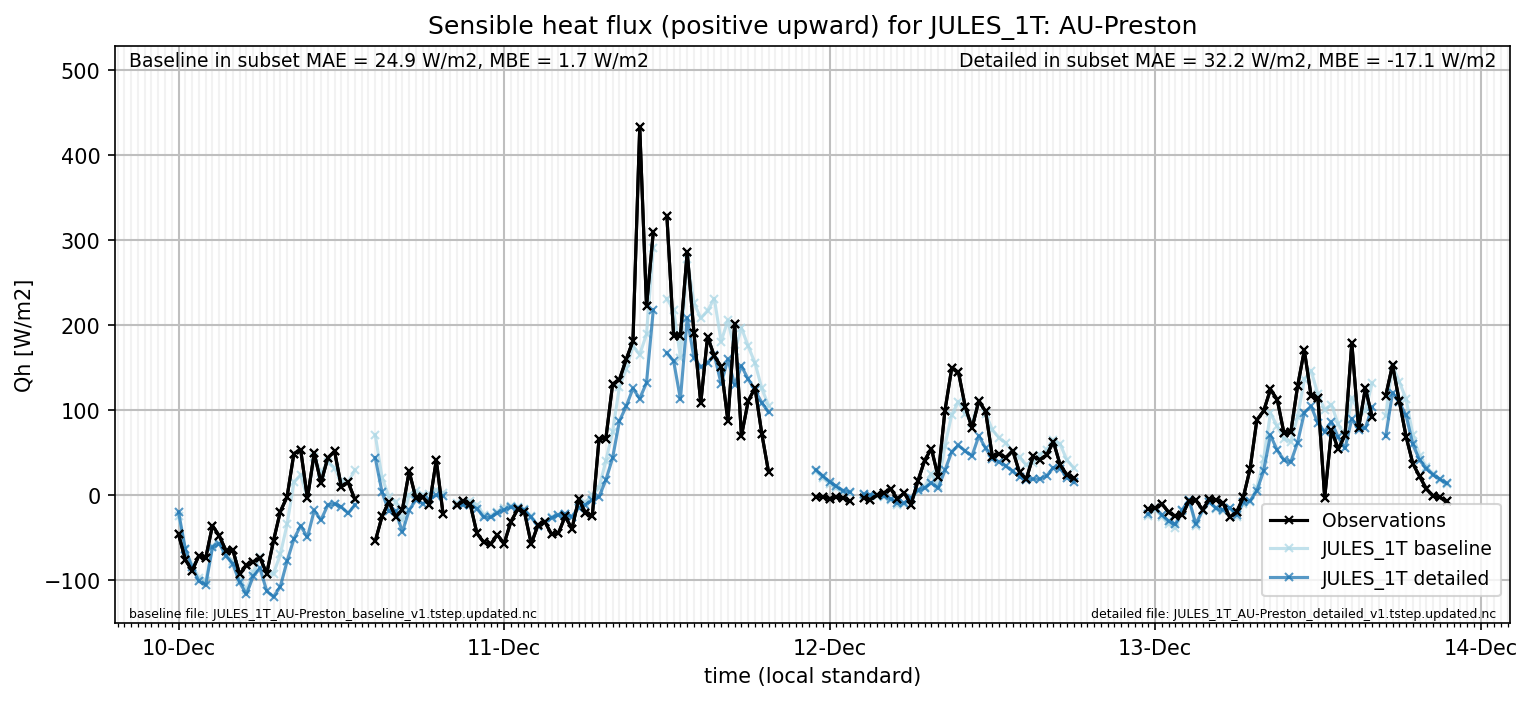 Sensible heat flux (positive upward) for JULES_1T: AU-Preston
Baseline in subset MAE = 24.9 W/m2, MBE = 1.7 W/m2
Detailed in subset MAE = 32.2 W/m2, MBE = -17.1 W/m2
Qh [W/m2]
500
400
300
200
100
0
−100
Observations
JULES_1T baseline
JULES_1T detailed
baseline file: JULES_1T_AU-Preston_baseline_v1.tstep.updated.nc
detailed file: JULES_1T_AU-Preston_detailed_v1.tstep.updated.nc
10-Dec
11-Dec
12-Dec
13-Dec
14-Dec
time (local standard)